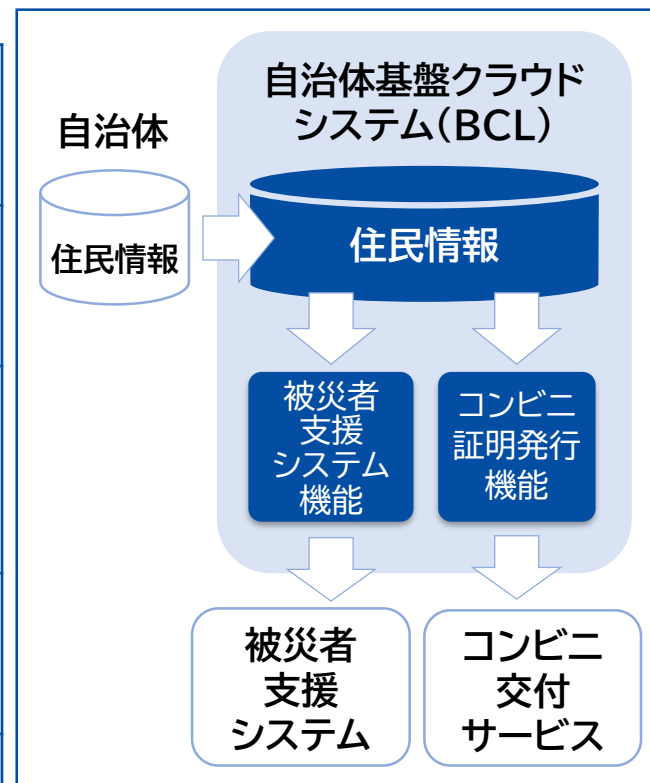 自治体基盤クラウド
システム(BCL)
自治体
住民情報
住民情報
被災者
支援
システム
機能
コンビニ
証明発行
機能
被災者
支援
システム
コンビニ
交付
サービス